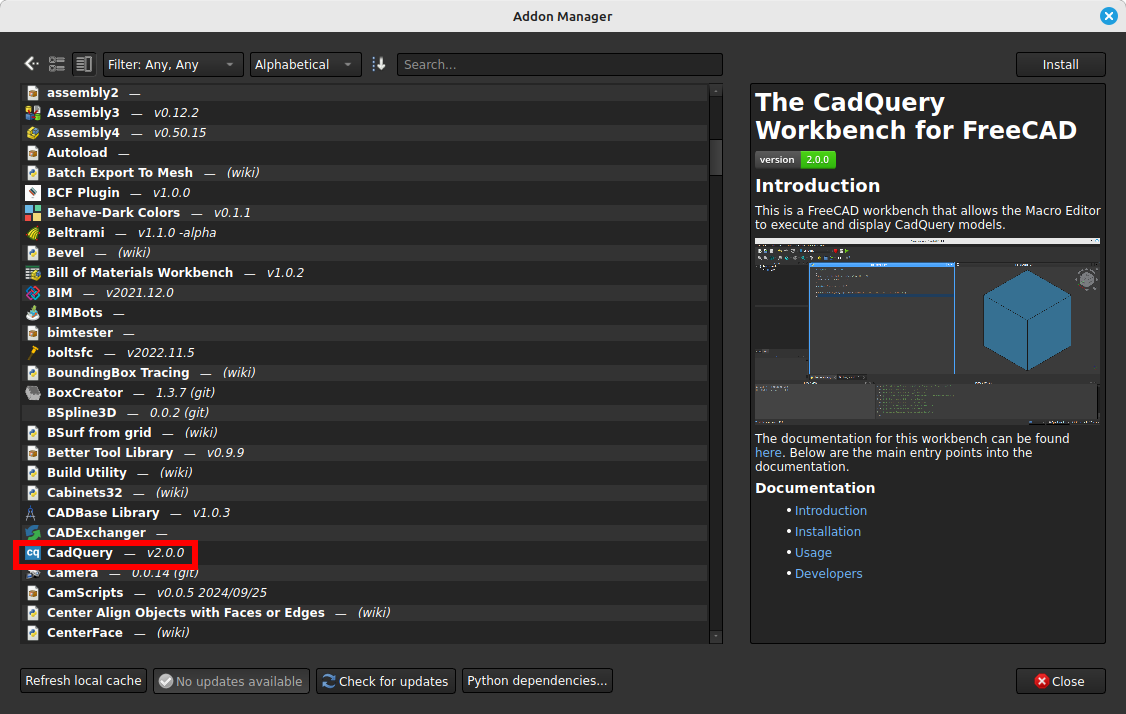 Addon Manager
Filter: Any, Any
Alphabetical
Search...
Install
assembly2 —
Assembly3 — v0.12.2
Assembly4 — v0.50.15
Autoload —
Batch Export To Mesh — (wiki)
BCF Plugin — v1.0.0
Behave-Dark Colors — v0.1.1
Beltrami — v1.1.0 -alpha
Bevel — (wiki)
Bill of Materials Workbench — v1.0.2
BIM — v2021.12.0
BIMBots —
bimtester —
boltsfc — v2022.11.5
BoundingBox Tracing — (wiki)
BoxCreator — 1.3.7 (git)
BSpline3D — 0.0.2 (git)
BSurf from grid — (wiki)
Better Tool Library — v0.9.9
Build Utility — (wiki)
Cabinets32 — (wiki)
CADBase Library — v1.0.3
CADExchanger —
cq CadQuery — v2.0.0
Camera — 0.0.14 (git)
CamScripts — v0.0.5 2024/09/25
Center Align Objects with Faces or Edges — (wiki)
CenterFace — (wiki)
The CadQuery
Workbench for FreeCAD
version 2.0.0
Introduction
This is a FreeCAD workbench that allows the Macro Editor
to execute and display CadQuery models.
The documentation for this workbench can be found
here. Below are the main entry points into the
documentation.
Documentation
• Introduction
• Installation
• Usage
• Developers
Refresh local cache
No updates available
Check for updates
Python dependencies...
Close